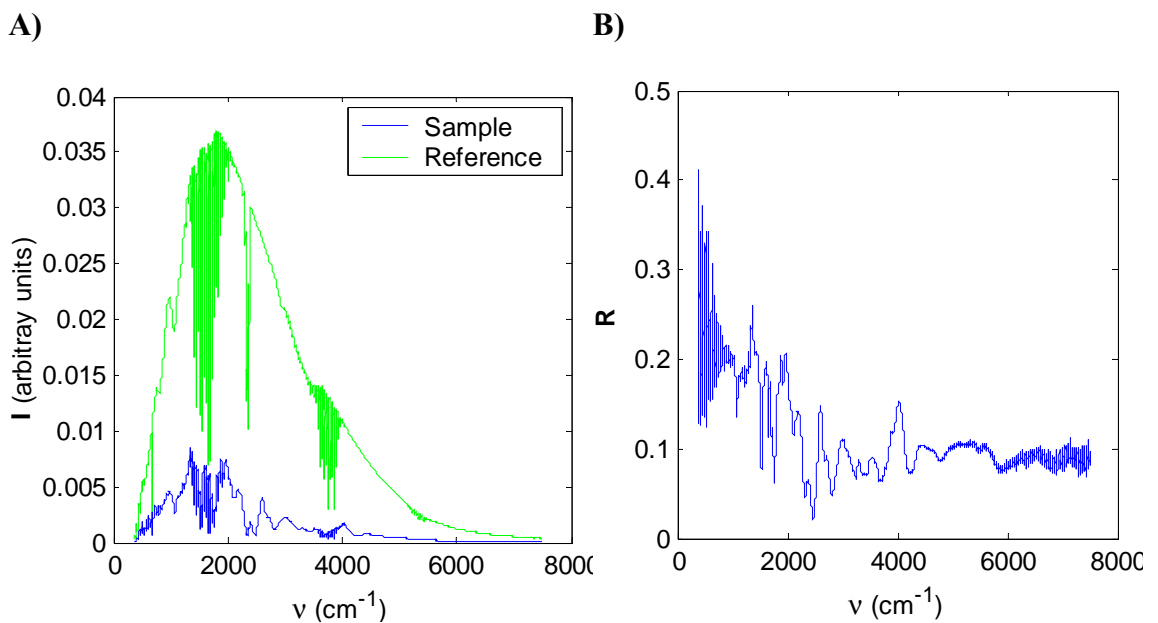 A)
B)
0.04
0.035
0.03
0.025
0.02
0.015
0.01
0.005
0
I (arbitray units)
Sample
Reference
0 2000 4000 6000 8000
ν (cm-1)
0.5
0.4
0.3
0.2
0.1
0
R
0 2000 4000 6000 8000
ν (cm-1)